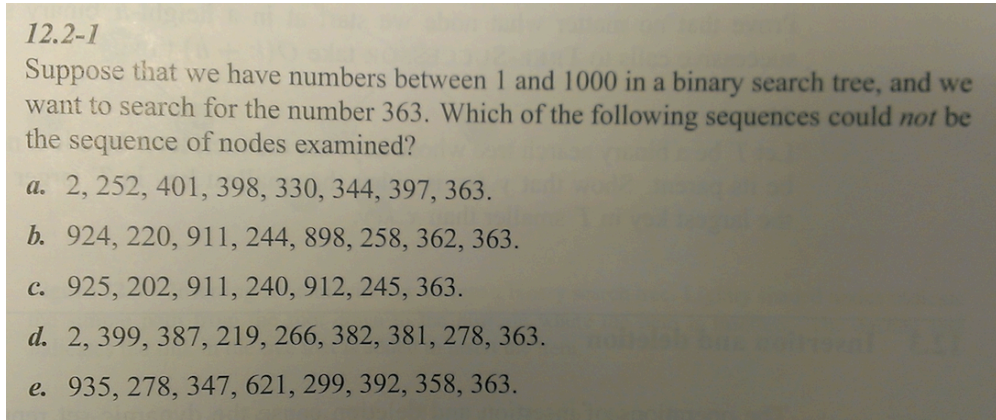 12.2-1
Suppose that we have numbers between 1 and 1000 in a binary search tree, and we
want to search for the number 363. Which of the following sequences could not be
the sequence of nodes examined?
a. 2, 252, 401, 398, 330, 344, 397, 363.
b. 924, 220, 911, 244, 898, 258, 362, 363.
c. 925, 202, 911, 240, 912, 245, 363.
d. 2, 399, 387, 219, 266, 382, 381, 278, 363.
e. 935, 278, 347, 621, 299, 392, 358, 363.